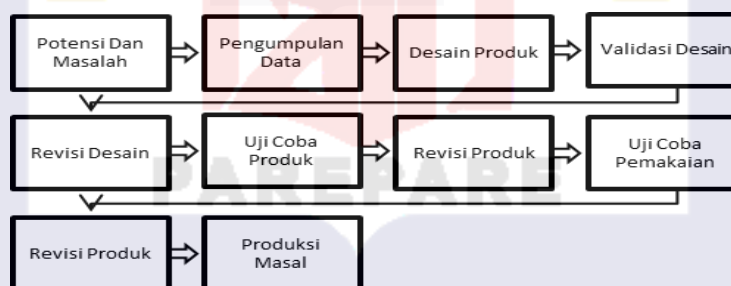 Potensi Dan
Masalah
Pengumpulan
Data
Desain Produk
Validasi Desain
Revisi Desain
Uji Coba
Produk
Revisi Produk
Uji Coba
Pemakaian
PAREPARE
Revisi Produk
Produksi
Masal